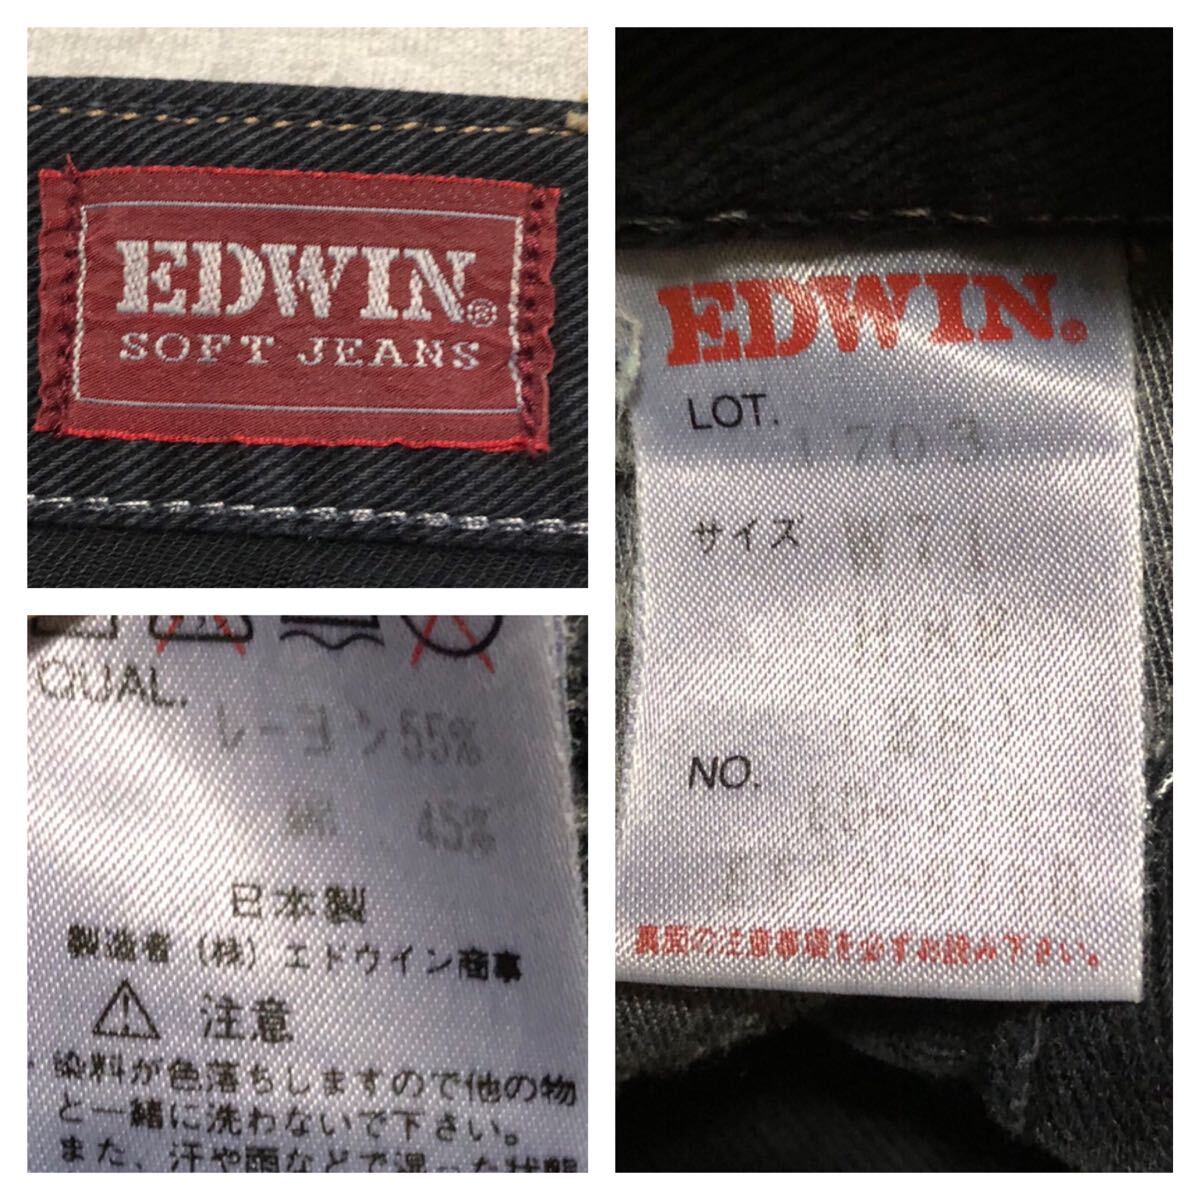 EDWIN®
SOFT JEANS
EDWIN®
LOT. 1703
サイズ W71
NO.
裏面の注意事項を必ずお読み下さい。
QUAL.
レーヨン55%
綿 45%
日本製
製造者 (株) エドウイン商事
注意
・染料が色落ちしますので他の物
と一緒に洗わないで下さい。
また、汗や雨などで湿った状態